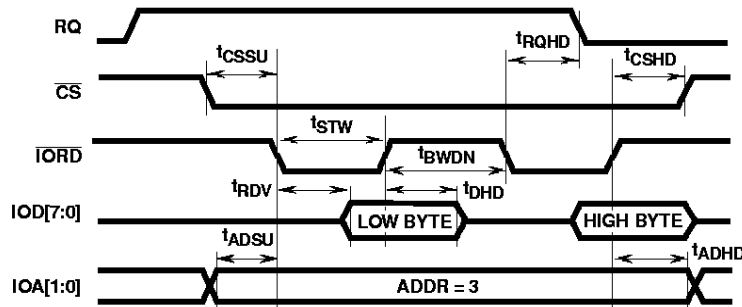 RQ
tRQHD
tCSSU
tCSHD
CS
tSTW
IORD
tBWDN
tRDV
tDHD
IOD[7:0]
LOW BYTE
HIGH BYTE
tADSU
tADHD
IOA[1:0]
ADDR = 3